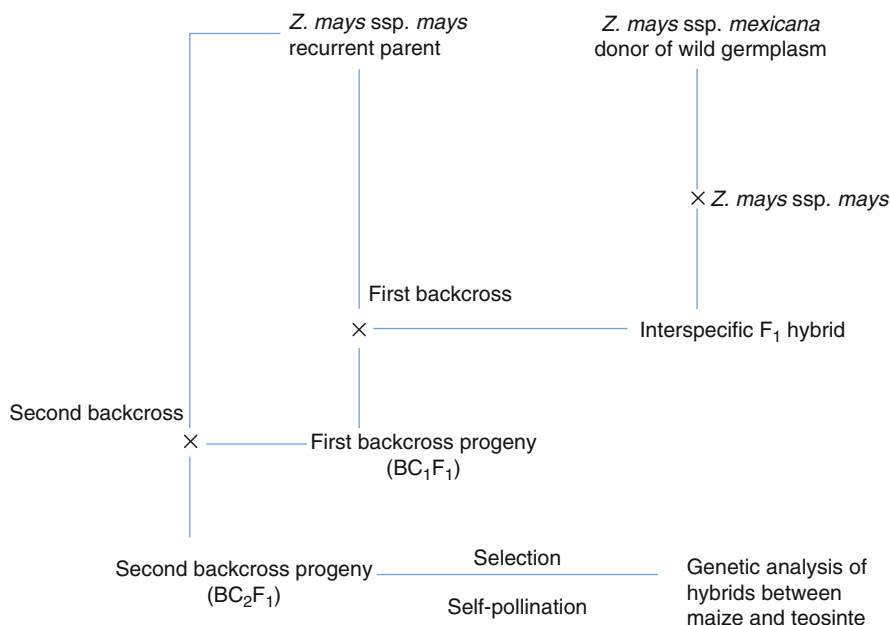 Z. mays ssp. mays
recurrent parent
Z. mays ssp. mexicana
donor of wild germplasm
× Z. mays ssp. mays
First backcross
×
Interspecific F₁ hybrid
Second backcross
×
First backcross progeny
(BC₁F₁)
Second backcross progeny
(BC₂F₁)
Selection
Self-pollination
Genetic analysis of
hybrids between
maize and teosinte